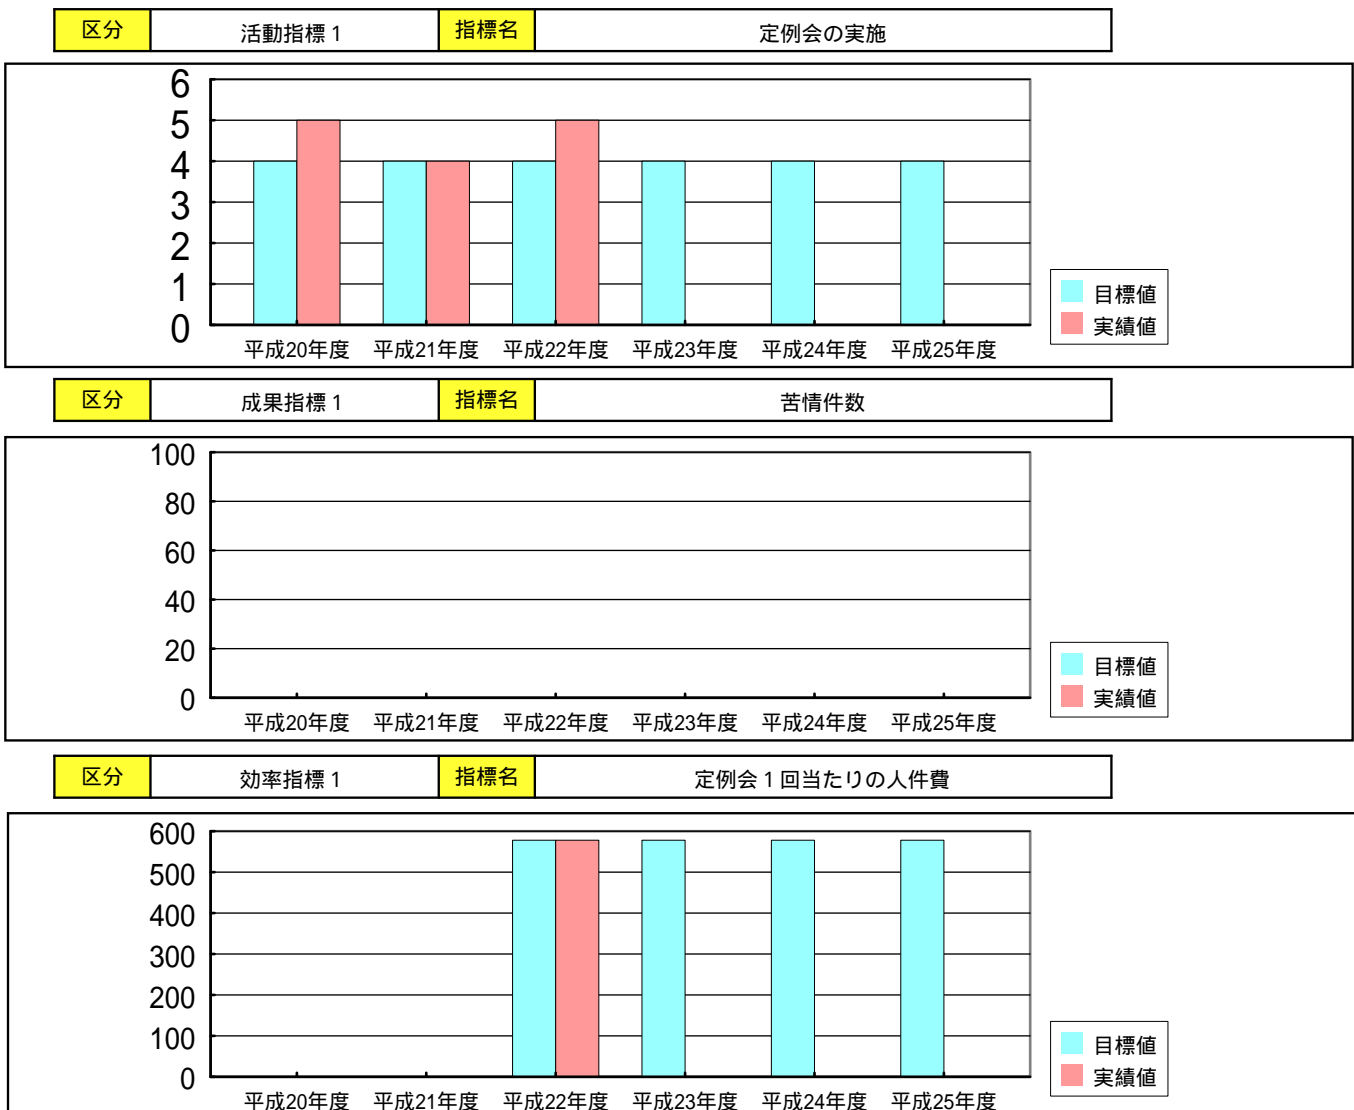 区分 活動指標1 指標名 定例会の実施
6
5
4
3
2
1
0
平成20年度 平成21年度 平成22年度 平成23年度 平成24年度 平成25年度
目標値
実績値
区分 成果指標1 指標名 苦情件数
100
80
60
40
20
0
平成20年度 平成21年度 平成22年度 平成23年度 平成24年度 平成25年度
目標値
実績値
区分 効率指標1 指標名 定例会1回当たりの人件費
600
500
400
300
200
100
0
平成20年度 平成21年度 平成22年度 平成23年度 平成24年度 平成25年度
目標値
実績値